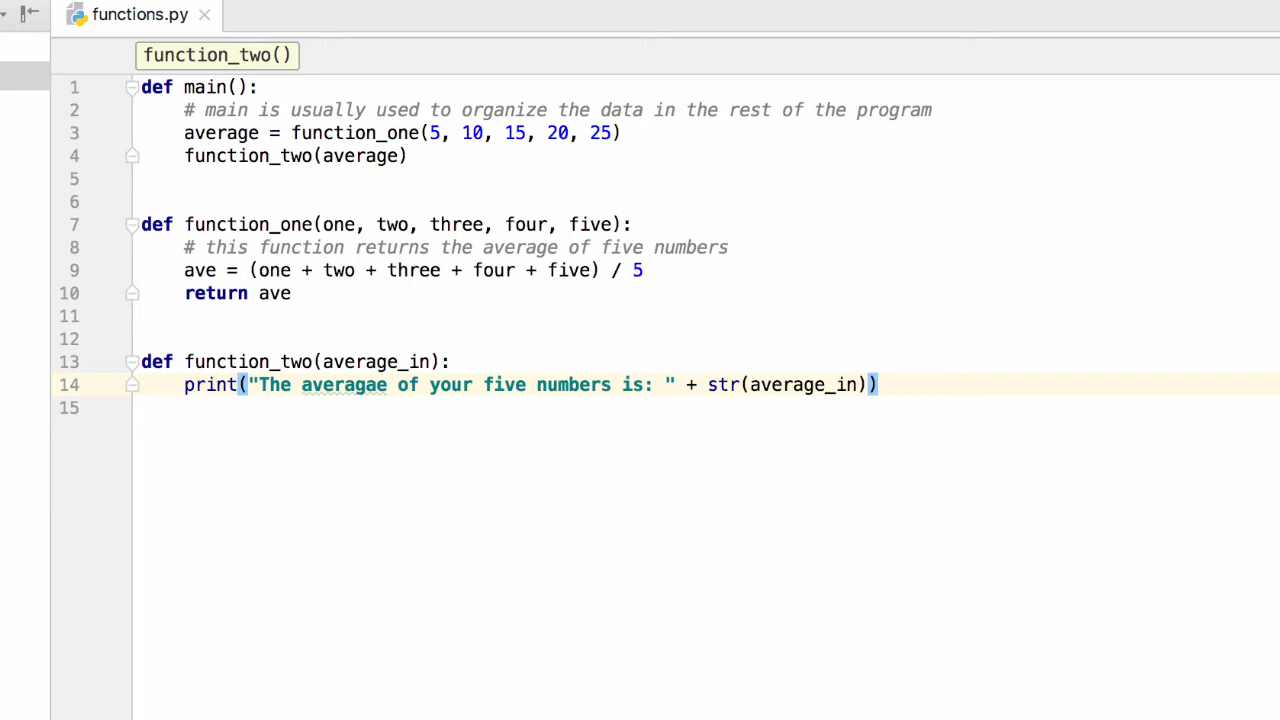 functions.py
function_two()
1 def main():
2 # main is usually used to organize the data in the rest of the program
3 average = function_one(5, 10, 15, 20, 25)
4 function_two(average)
5
6
7 def function_one(one, two, three, four, five):
8 # this function returns the average of five numbers
9 ave = (one + two + three + four + five) / 5
10 return ave
11
12
13 def function_two(average_in):
14 print("The averagae of your five numbers is: " + str(average_in))
15